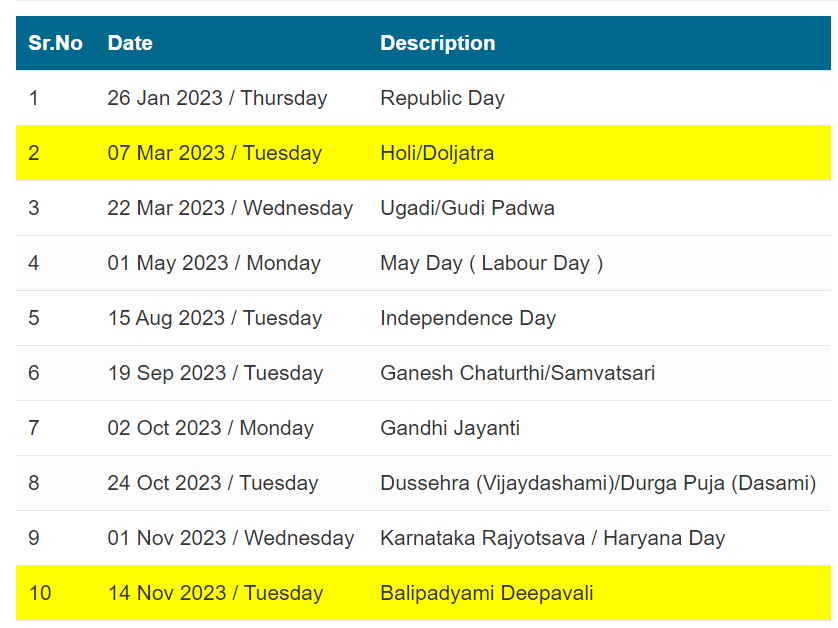 Sr.No Date Description
1 26 Jan 2023 / Thursday Republic Day
2 07 Mar 2023 / Tuesday Holi/Doljatra
3 22 Mar 2023 / Wednesday Ugadi/Gudi Padwa
4 01 May 2023 / Monday May Day ( Labour Day )
5 15 Aug 2023 / Tuesday Independence Day
6 19 Sep 2023 / Tuesday Ganesh Chaturthi/Samvatsari
7 02 Oct 2023 / Monday Gandhi Jayanti
8 24 Oct 2023 / Tuesday Dussehra (Vijaydashami)/Durga Puja (Dasami)
9 01 Nov 2023 / Wednesday Karnataka Rajyotsava / Haryana Day
10 14 Nov 2023 / Tuesday Balipadyami Deepavali